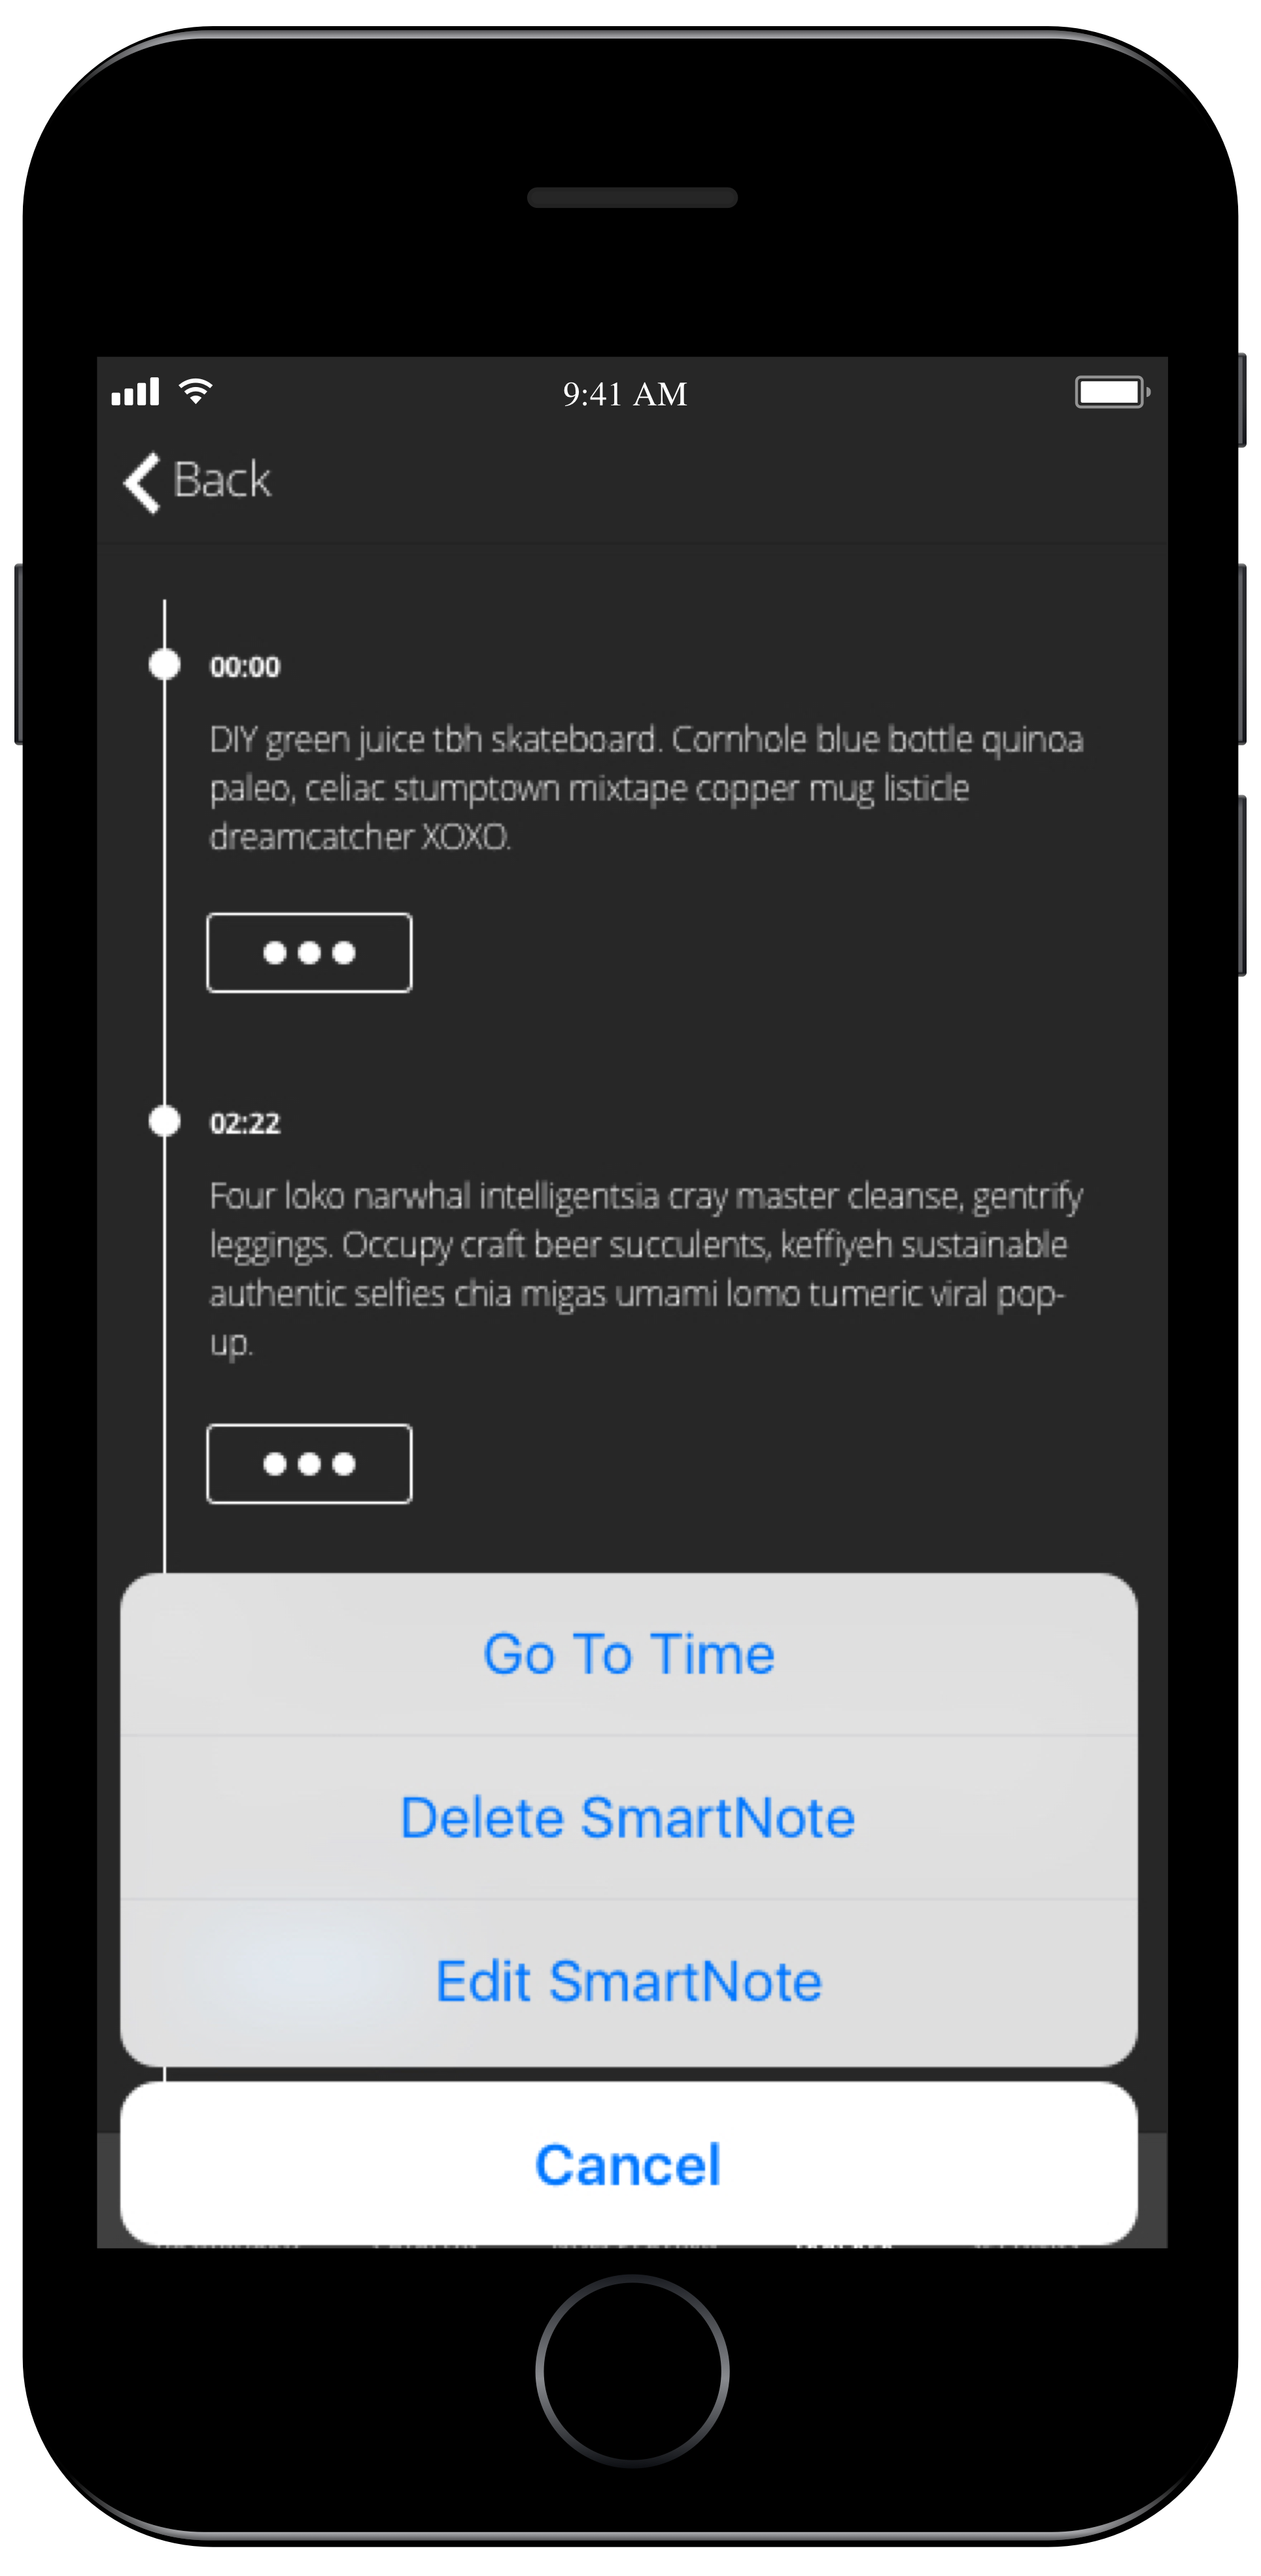 9:41 AM
Back
00:00
DIY green juice tbh skateboard. Cornhole blue bottle quinoa
paleo, celiac stumptown mixtape copper mug listicle
dreamcatcher XOXO.
02:22
Four loko narwhal intelligentsia cray master cleanse, gentrify
leggings. Occupy craft beer succulents, keffiyeh sustainable
authentic selfies chia migas umami lomo tumeric viral pop-
up.
Go To Time
Delete SmartNote
Edit SmartNote
Cancel